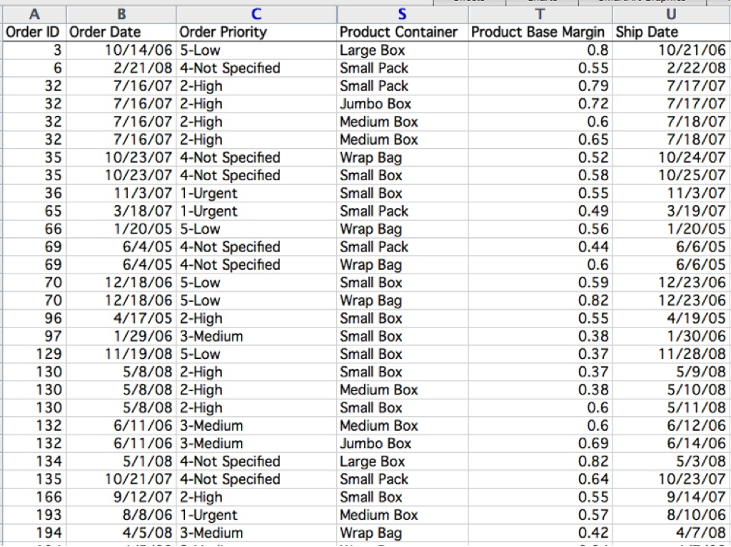 A B C S T U
Order ID Order Date Order Priority Product Container Product Base Margin Ship Date
3 10/14/06 5-Low Large Box 0.8 10/21/06
6 2/21/08 4-Not Specified Small Pack 0.55 2/22/08
32 7/16/07 2-High Small Pack 0.79 7/17/07
32 7/16/07 2-High Jumbo Box 0.72 7/17/07
32 7/16/07 2-High Medium Box 0.6 7/18/07
32 7/16/07 2-High Medium Box 0.65 7/18/07
35 10/23/07 4-Not Specified Wrap Bag 0.52 10/24/07
35 10/23/07 4-Not Specified Small Box 0.58 10/25/07
36 11/3/07 1-Urgent Small Box 0.55 11/3/07
65 3/18/07 1-Urgent Small Pack 0.49 3/19/07
66 1/20/05 5-Low Wrap Bag 0.56 1/20/05
69 6/4/05 4-Not Specified Small Pack 0.44 6/6/05
69 6/4/05 4-Not Specified Wrap Bag 0.6 6/6/05
70 12/18/06 5-Low Small Box 0.59 12/23/06
70 12/18/06 5-Low Wrap Bag 0.82 12/23/06
96 4/17/05 2-High Small Box 0.55 4/19/05
97 1/29/06 3-Medium Small Box 0.38 1/30/06
129 11/19/08 5-Low Small Box 0.37 11/28/08
130 5/8/08 2-High Small Box 0.37 5/9/08
130 5/8/08 2-High Medium Box 0.38 5/10/08
130 5/8/08 2-High Small Box 0.6 5/11/08
132 6/11/06 3-Medium Medium Box 0.6 6/12/06
132 6/11/06 3-Medium Jumbo Box 0.69 6/14/06
134 5/1/08 4-Not Specified Large Box 0.82 5/3/08
135 10/21/07 4-Not Specified Small Pack 0.64 10/23/07
166 9/12/07 2-High Small Box 0.55 9/14/07
193 8/8/06 1-Urgent Medium Box 0.57 8/10/06
194 4/5/08 3-Medium Wrap Bag 0.42 4/7/08